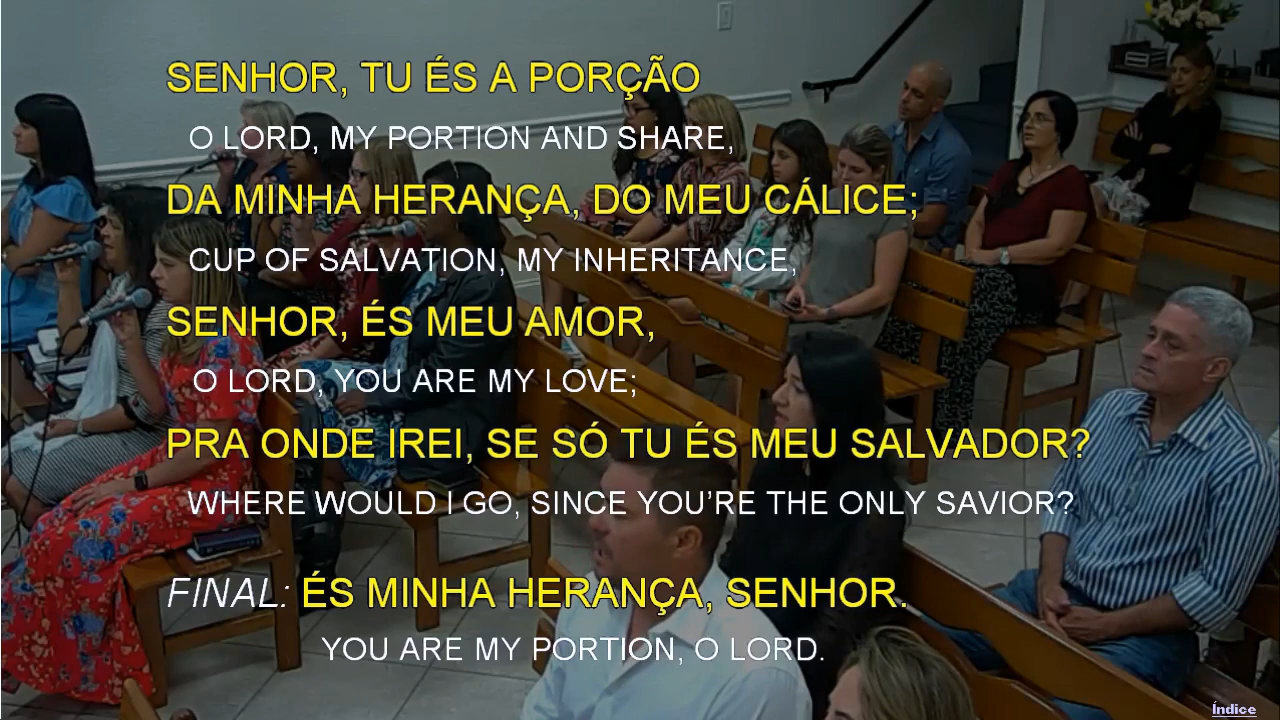 SENHOR, TU ÉS A PORÇÃO
O LORD, MY PORTION AND SHARE,
DA MINHA HERANÇA, DO MEU CÁLICE;
CUP OF SALVATION, MY INHERITANCE,
SENHOR, ÉS MEU AMOR,
O LORD, YOU ARE MY LOVE;
PRA ONDE IREI, SE SÓ TU ÉS MEU SALVADOR?
WHERE WOULD I GO, SINCE YOU’RE THE ONLY SAVIOR?
FINAL: ÉS MINHA HERANÇA, SENHOR.
YOU ARE MY PORTION, O LORD.
Índice